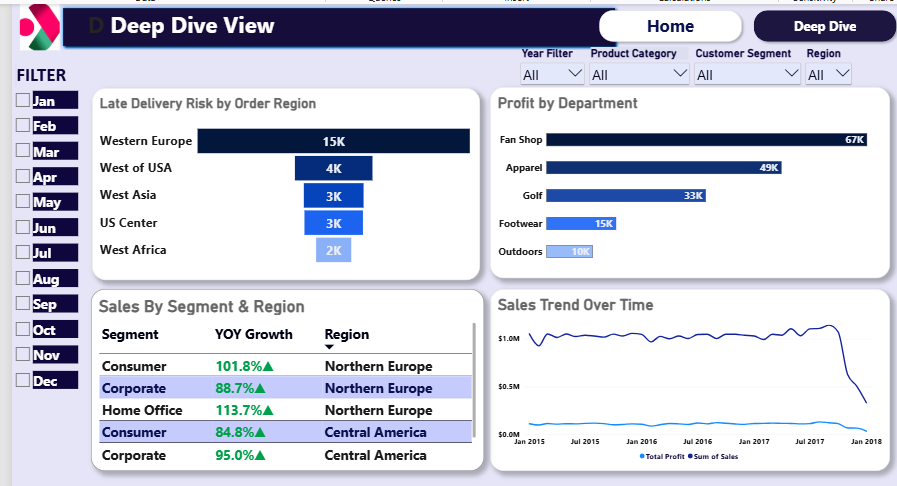 D Deep Dive View
Home
Deep Dive
Year Filter
Product Category
Customer Segment
Region
All
All
All
All
FILTER
Jan
Feb
Mar
Apr
May
Jun
Jul
Aug
Sep
Oct
Nov
Dec
Late Delivery Risk by Order Region
Western Europe 15K
West of USA 4K
West Asia 3K
US Center 3K
West Africa 2K
Profit by Department
Fan Shop 67K
Apparel 49K
Golf 33K
Footwear 15K
Outdoors 10K
Sales By Segment & Region
Segment YOY Growth Region
Consumer 101.8% Northern Europe
Corporate 88.7% Northern Europe
Home Office 113.7% Northern Europe
Consumer 84.8% Central America
Corporate 95.0% Central America
Sales Trend Over Time
$1.0M
$0.5M
$0.0M
Jan 2015 Jul 2015 Jan 2016 Jul 2016 Jan 2017 Jul 2017 Jan 2018
Total Profit Sum of Sales